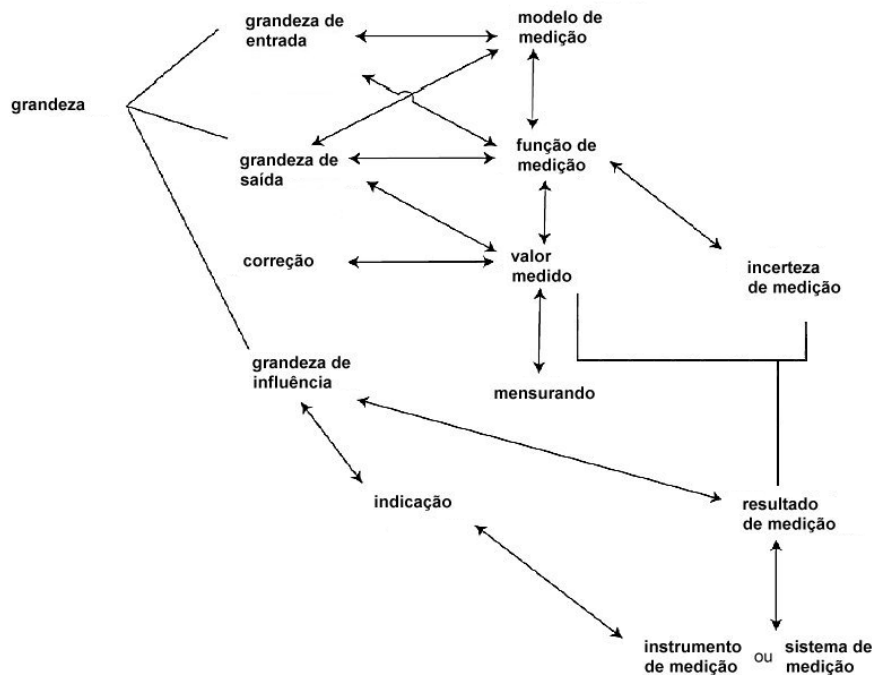 grandeza de
entrada
modelo de
medição
grandeza
grandeza de
saída
função de
medição
correção
valor
medido
incerteza
de medição
grandeza de
influência
mensurando
indicação
resultado
de medição
instrumento
de medição
ou
sistema de
medição